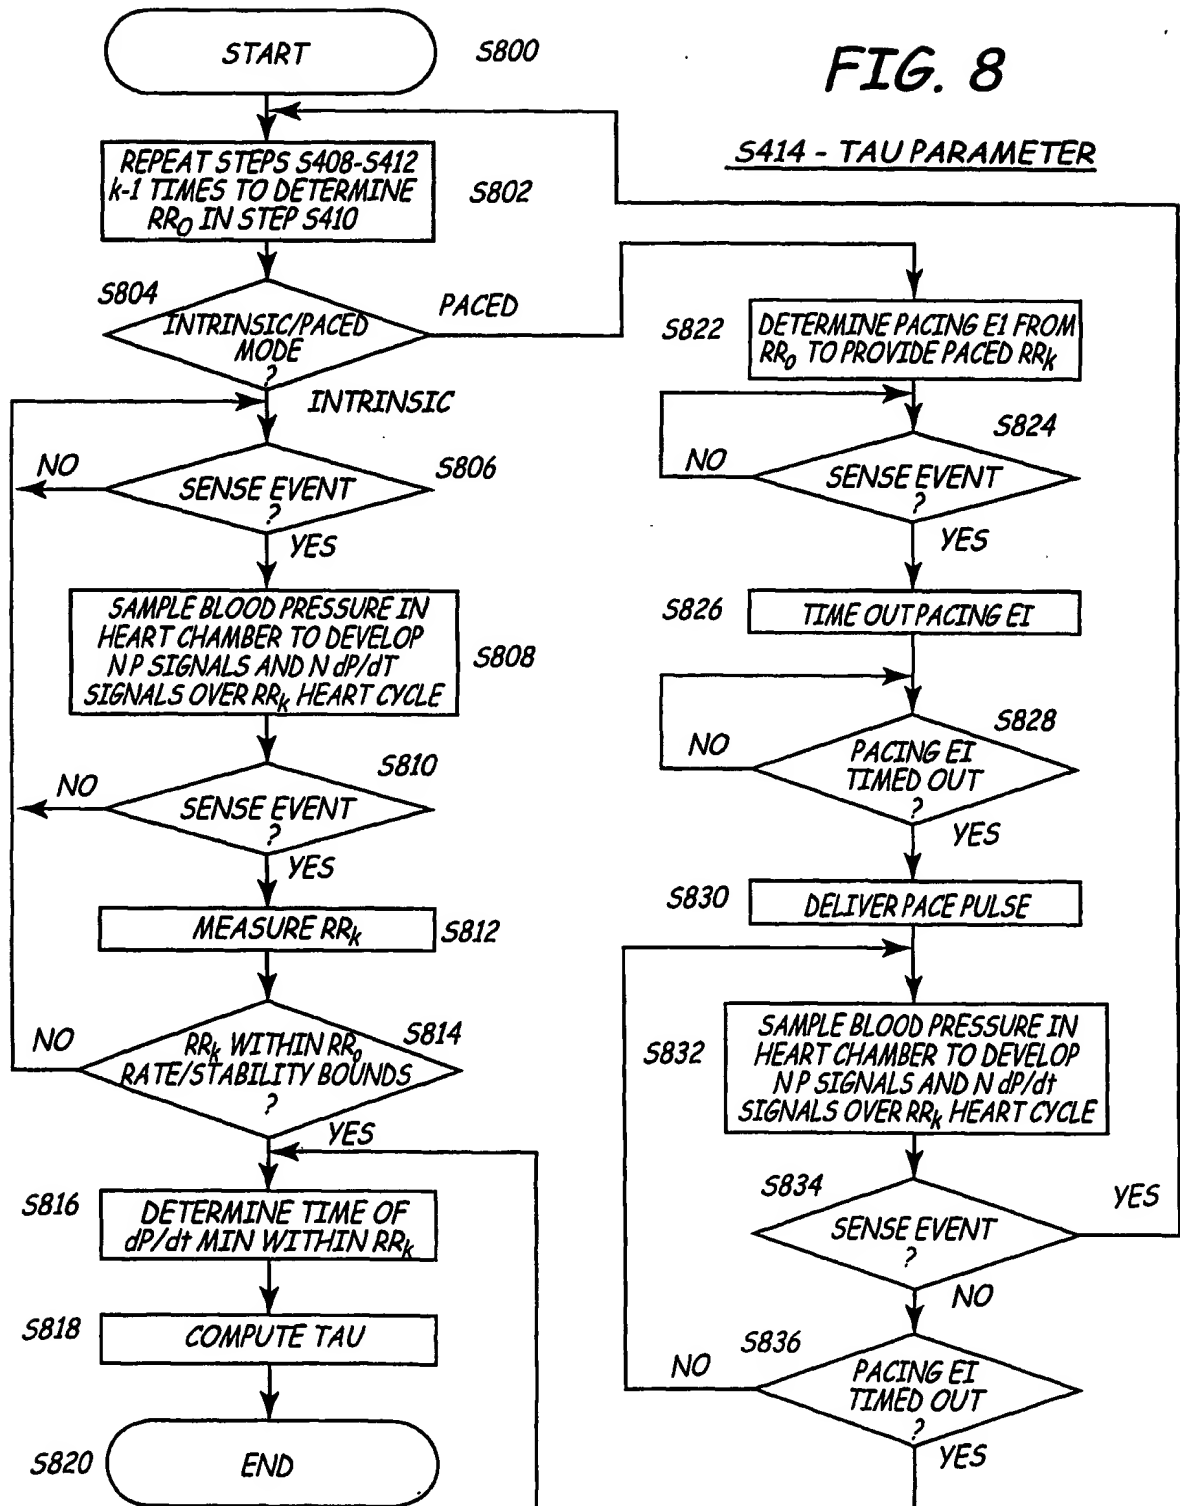 START
S800
FIG. 8
S414 - TAU PARAMETER
REPEAT STEPS S408-S412
k-1 TIMES TO DETERMINE
RR0 IN STEP S410
S802
S804
INTRINSIC/PACED
MODE
?
PACED
INTRINSIC
NO
SENSE EVENT
?
S806
YES
SAMPLE BLOOD PRESSURE IN
HEART CHAMBER TO DEVELOP
N P SIGNALS AND N dP/dT
SIGNALS OVER RRk HEART CYCLE
S808
S810
NO
SENSE EVENT
?
YES
MEASURE RRk
S812
NO
RRk WITHIN RR0
RATE/STABILITY BOUNDS
?
S814
YES
S816
DETERMINE TIME OF
dP/dt MIN WITHIN RRk
S818
COMPUTE TAU
S820
END
S822
DETERMINE PACING E1 FROM
RR0 TO PROVIDE PACED RRk
S824
NO
SENSE EVENT
?
YES
S826
TIME OUT PACING EI
S828
NO
PACING EI
TIMED OUT
?
YES
S830
DELIVER PACE PULSE
S832
SAMPLE BLOOD PRESSURE IN
HEART CHAMBER TO DEVELOP
N P SIGNALS AND N dP/dt
SIGNALS OVER RRk HEART CYCLE
S834
SENSE EVENT
?
YES
NO
S836
NO
PACING EI
TIMED OUT
?
YES